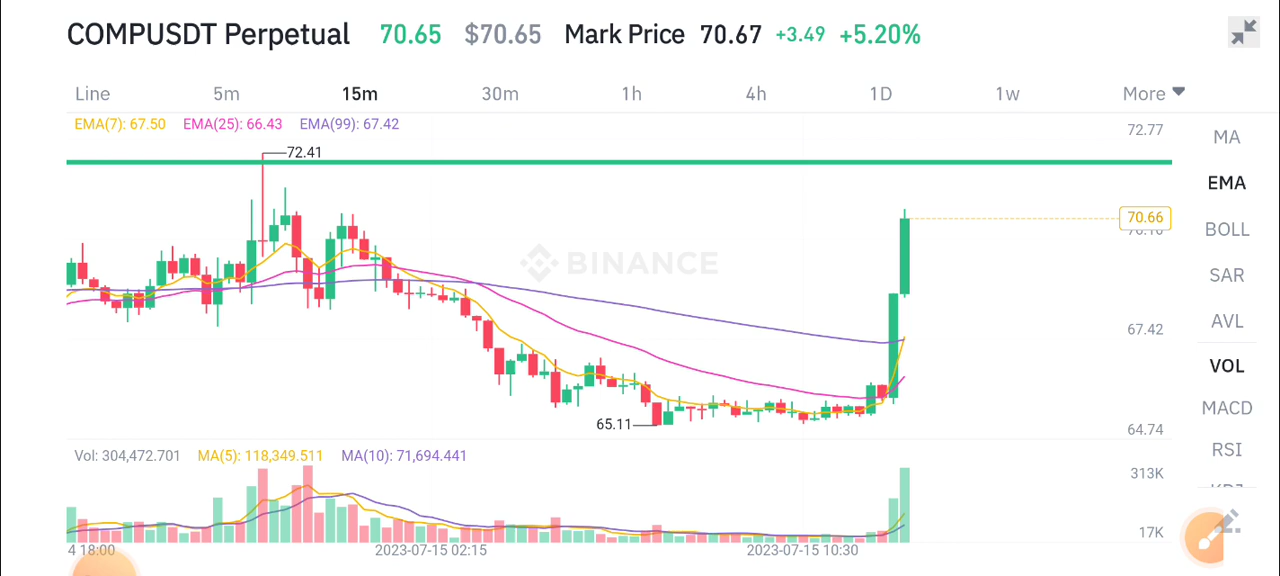 COMPUSDT Perpetual 70.65 $70.65 Mark Price 70.67 +3.49 +5.20%
Line 5m 15m 30m 1h 4h 1D 1w More
EMA(7): 67.50 EMA(25): 66.43 EMA(99): 67.42
72.77
MA
72.41
EMA
70.66
BOLL
BINANCE
SAR
AVL
67.42
VOL
MACD
65.11
64.74
RSI
Vol: 304,472.701 MA(5): 118,349.511 MA(10): 71,694.441
313K
17K
4 18:00 2023-07-15 02:15 2023-07-15 10:30